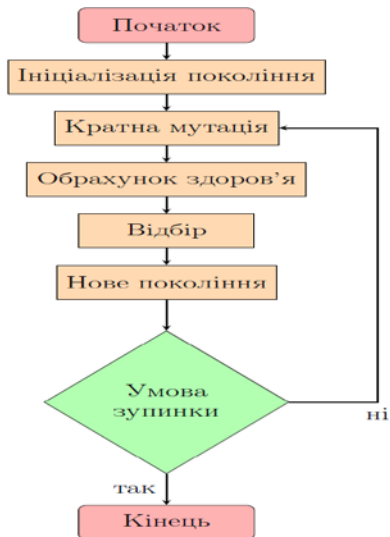 Початок
Ініціалізація покоління
Кратна мутація
Обрахунок здоров'я
Відбір
Нове покоління
Умова
зупинки
ні
так
Кінець